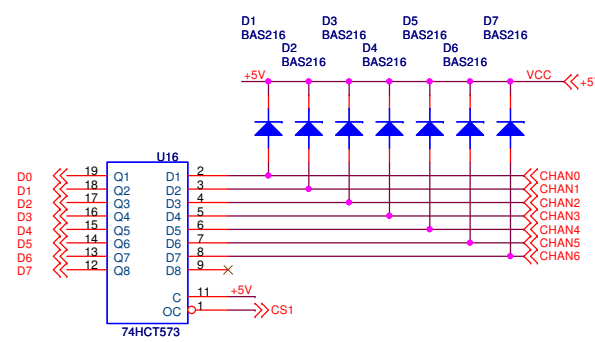 D1 D3 D5 D7
BAS216 BAS216 BAS216 BAS216
D2 D4 D6
BAS216 BAS216 BAS216
+5V VCC +5
U16
D0 19 Q1 D1 2 CHAN0
D1 18 Q2 D2 3 CHAN1
D2 17 Q3 D3 4 CHAN2
D3 16 Q4 D4 5 CHAN3
D4 15 Q5 D5 6 CHAN4
D5 14 Q6 D6 7 CHAN5
D6 13 Q7 D7 8 CHAN6
D7 12 Q8 D8 9
C 11 +5V
OC 1 CS1
74HCT573